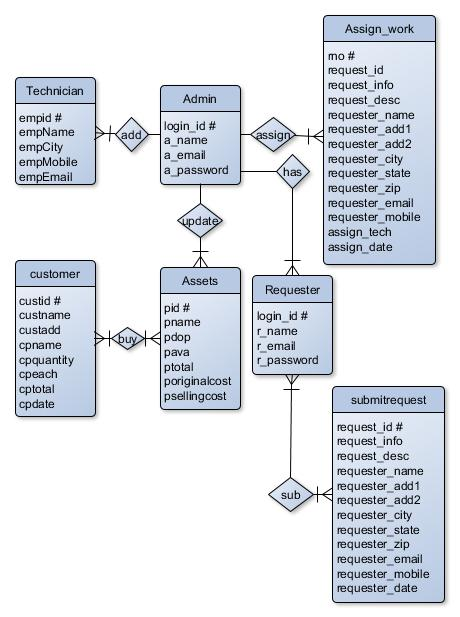 Assign_work
rno #
request_id
request_info
request_desc
requester_name
requester_add1
requester_add2
requester_city
requester_state
requester_zip
requester_email
requester_mobile
assign_tech
assign_date
Technician
empid #
empName
empCity
empMobile
empEmail
add
Admin
login_id #
a_name
a_email
a_password
assign
has
update
customer
custid #
custname
custadd
cpname
cpquantity
cpeach
cptotal
cpdate
buy
Assets
pid #
pname
pdop
pava
ptotal
poriginalcost
psellingcost
Requester
login_id #
r_name
r_email
r_password
sub
submitrequest
request_id #
request_info
request_desc
requester_name
requester_add1
requester_add2
requester_city
requester_state
requester_zip
requester_email
requester_mobile
requester_date